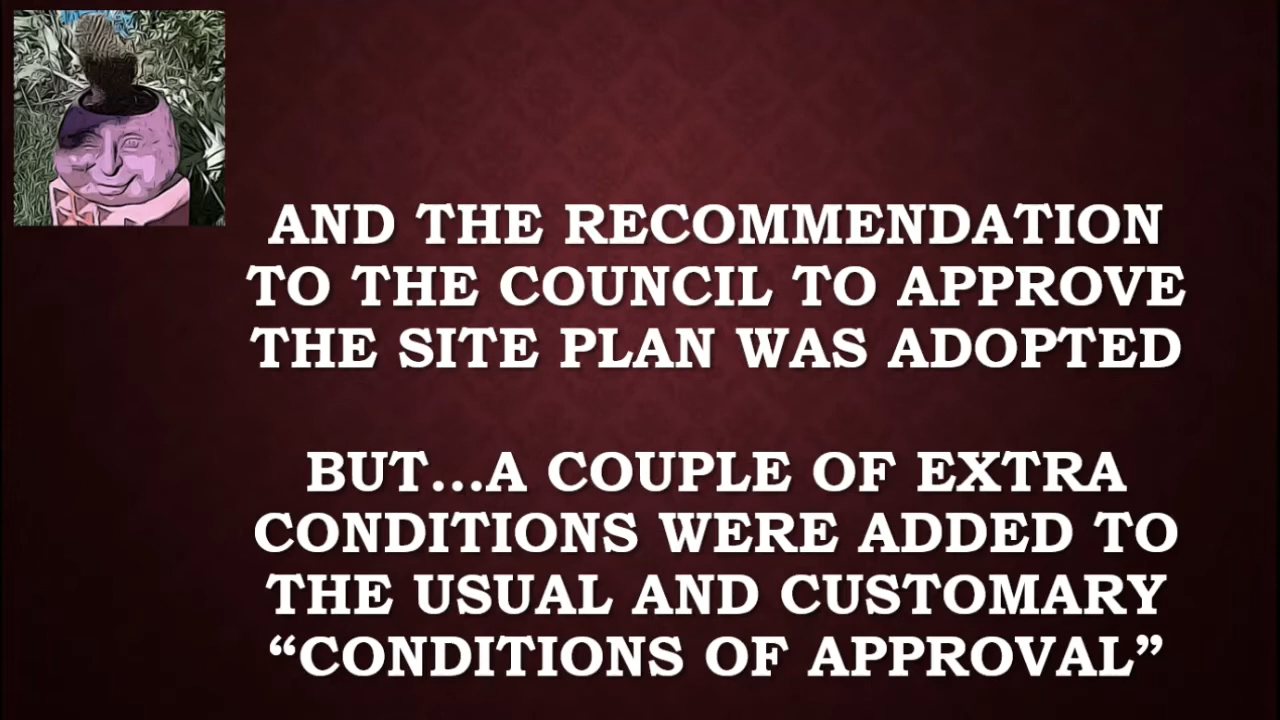 AND THE RECOMMENDATION
TO THE COUNCIL TO APPROVE
THE SITE PLAN WAS ADOPTED
BUT...A COUPLE OF EXTRA
CONDITIONS WERE ADDED TO
THE USUAL AND CUSTOMARY
“CONDITIONS OF APPROVAL”